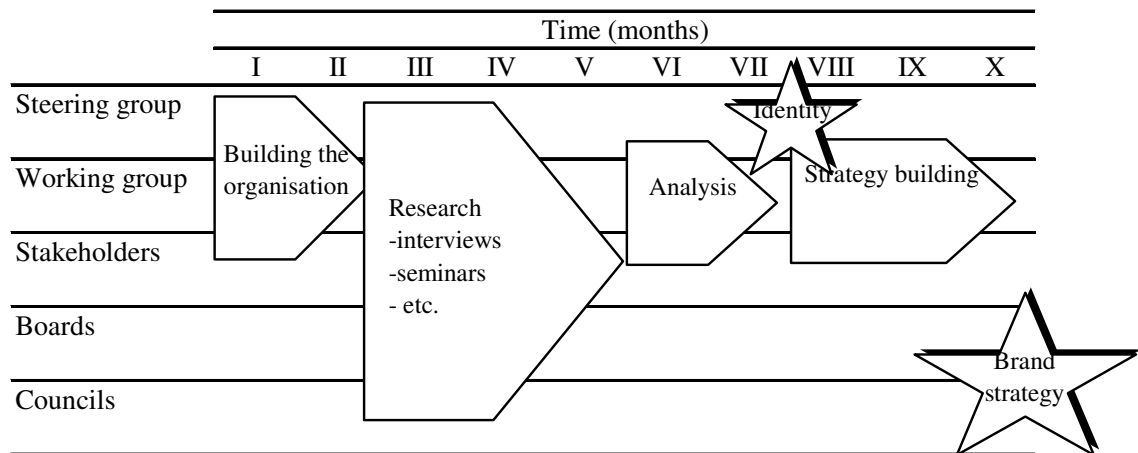 Time (months)
I II III IV V VI VII VIII IX X
Steering group
Identity
Building the
organisation
Working group
Analysis
Strategy building
Research
-interviews
-seminars
- etc.
Stakeholders
Boards
Brand
strategy
Councils